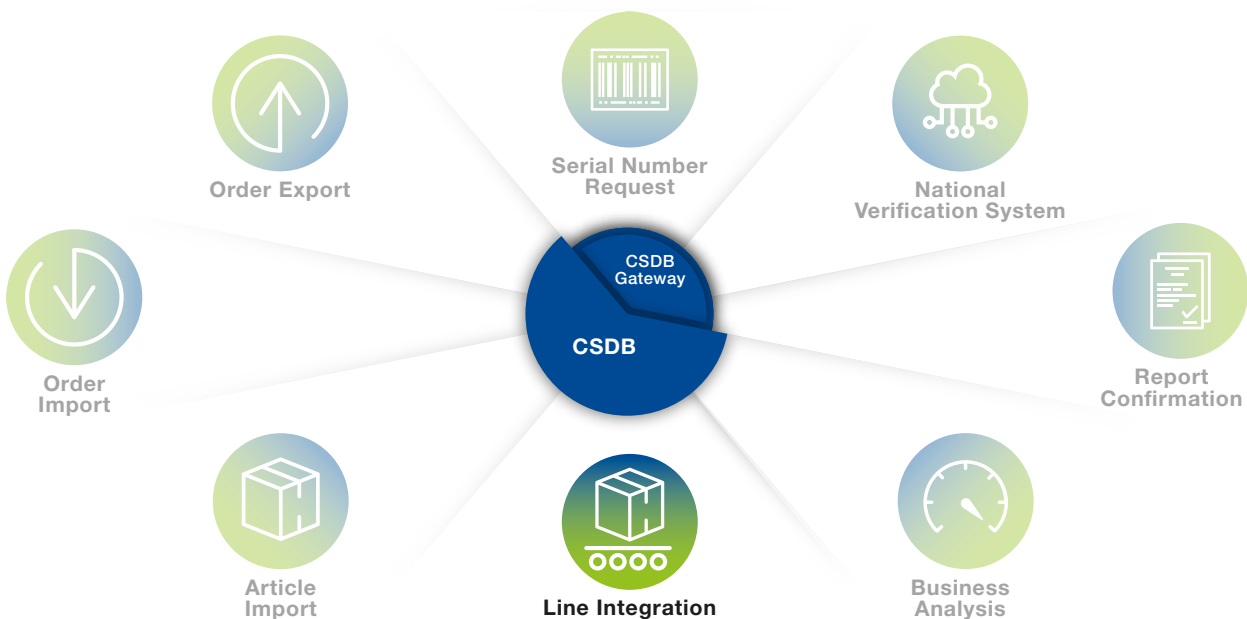 Order Export
Serial Number
Request
National
Verification System
CSDB
Gateway
CSDB
Order
Import
Report
Confirmation
Article
Import
Line Integration
Business
Analysis